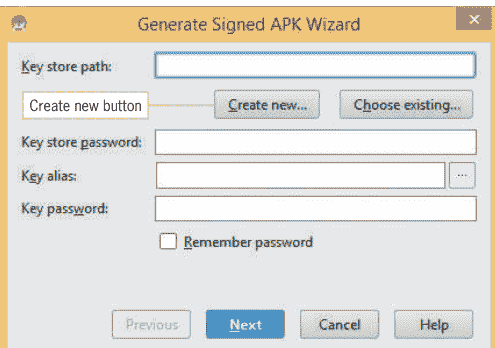 Generate Signed APK Wizard
Key store path:
Create new button
Create new...
Choose existing...
Key store password:
Key alias:
...
Key password:
Remember password
Previous
Next
Cancel
Help